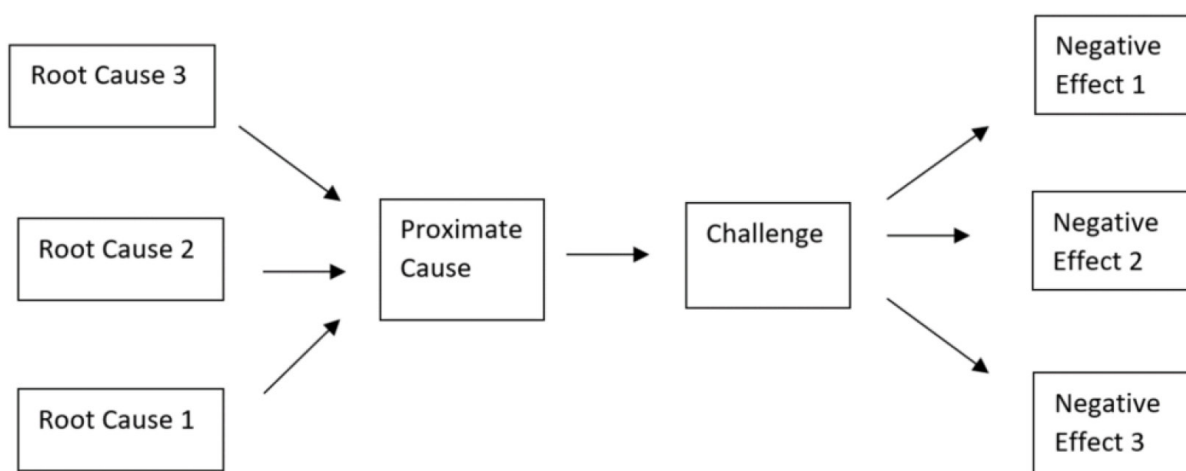 Root Cause 3
Root Cause 2
Root Cause 1
Proximate
Cause
Challenge
Negative
Effect 1
Negative
Effect 2
Negative
Effect 3